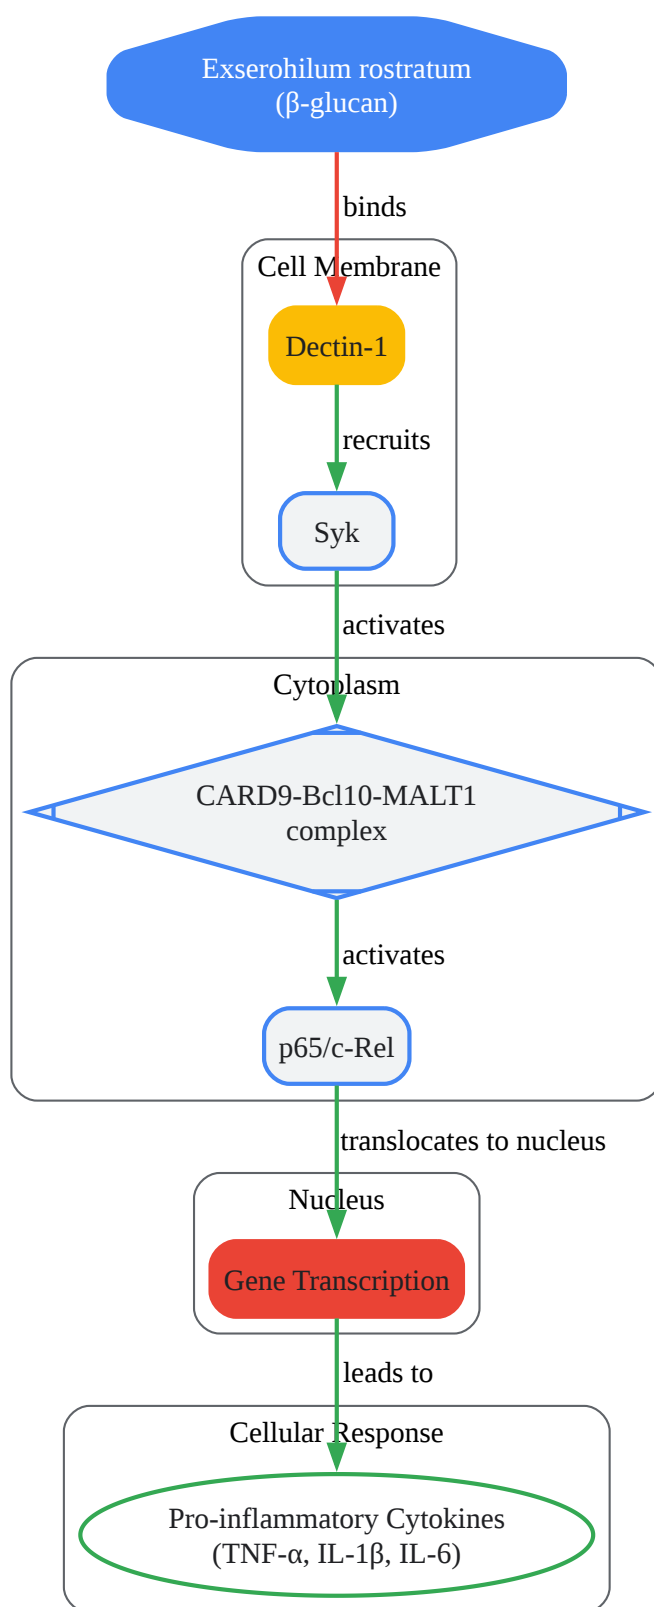 Exserohilum rostratum
(β-glucan)
binds
Cell Membrane
Dectin-1
recruits
Syk
activates
Cytoplasm
CARD9-Bcl10-MALT1
complex
activates
p65/c-Rel
translocates to nucleus
Nucleus
Gene Transcription
leads to
Cellular Response
Pro-inflammatory Cytokines
(TNF-α, IL-1β, IL-6)